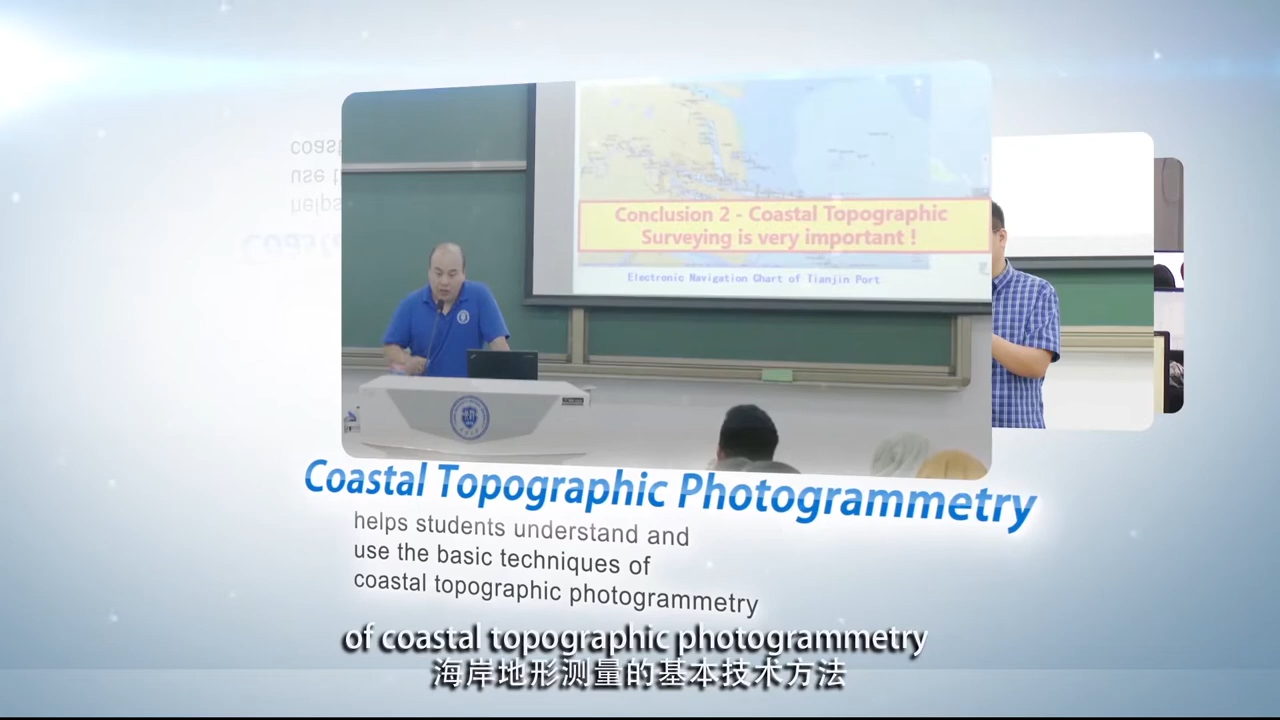 Conclusion 2 - Coastal Topographic
Surveying is very important !
Electronic Navigation Chart of Tianjin Port
Coastal Topographic Photogrammetry
helps students understand and
use the basic techniques of
coastal topographic photogrammetry
of coastal topographic photogrammetry
海岸地形测量的基本技术方法